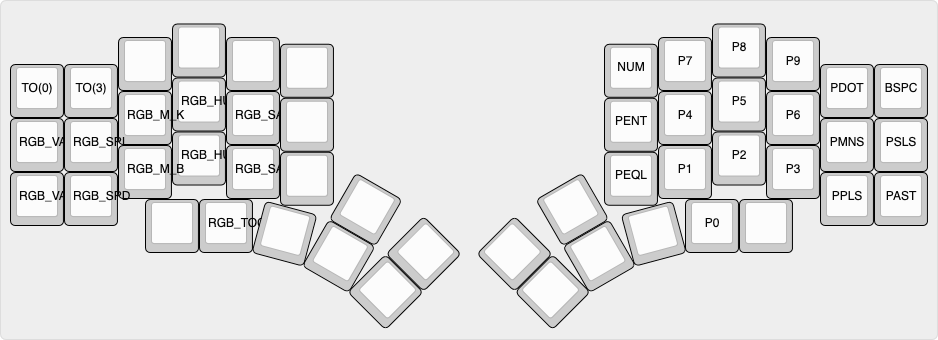 P8
P7 P9
NUM
TO(0) TO(3) PDOT BSPC
RGB_HU P5
RGB_M_K RGB_SA P4 P6
PENT
RGB_VA RGB_SP PMNS PSLS
RGB_HU P2
RGB_M_B RGB_SA P1 P3
PEQL
RGB_VA RGB_SPD PPLS PAST
RGB_TOG P0